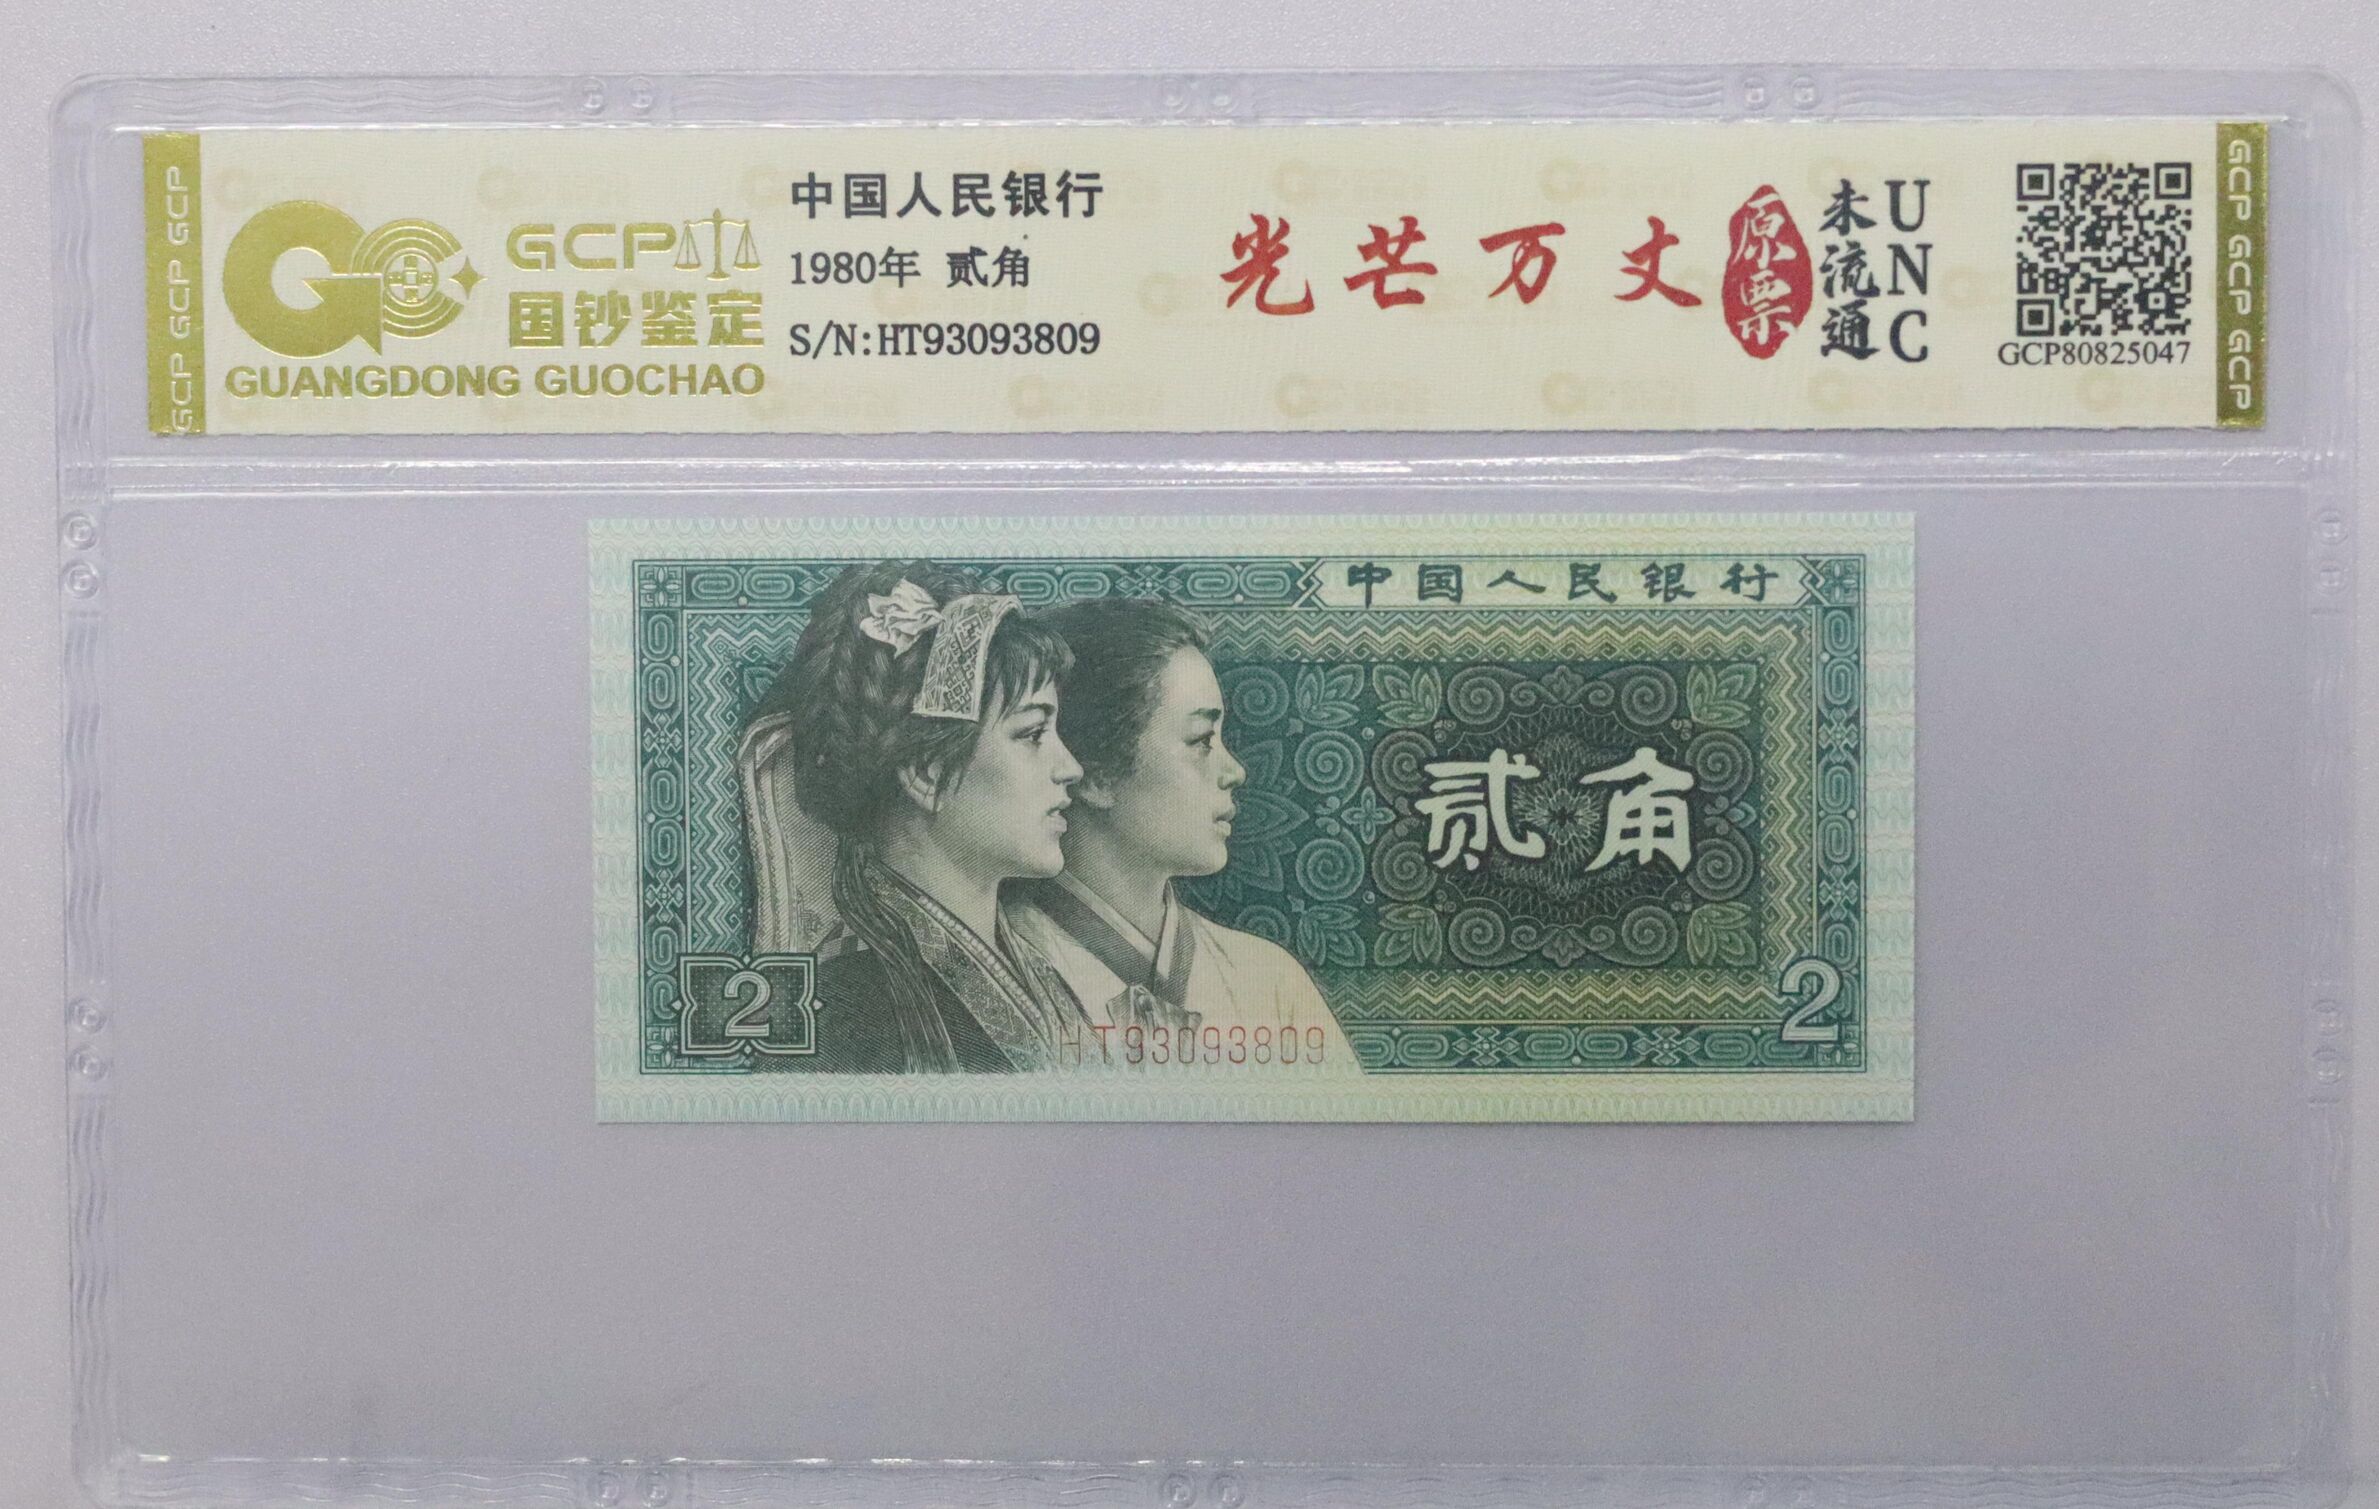 GCP GCP GCP
GCP
国钞鉴定
GUANGDONG GUOCHAO
中国人民银行
1980年 贰角
S/N:HT93093809
光芒万丈
原票
未流通
UNC
GCP80825047
GCP GCP GCP
中国人民银行
贰角
2
2
HT93093809